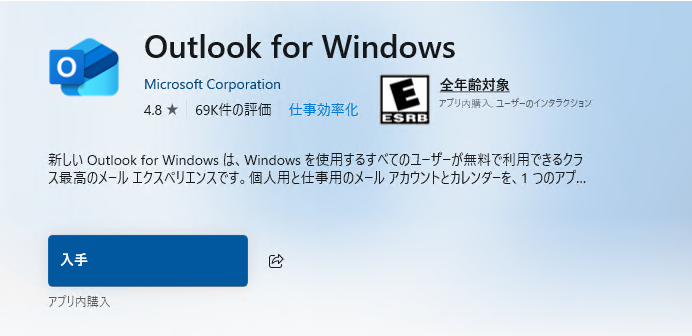 Outlook for Windows
Microsoft Corporation
4.8 ★ 69K件の評価 仕事効率化
E
ESRB
全年齢対象
アプリ内購入, ユーザーのインタラクション
新しい Outlook for Windows は、Windows を使用するすべてのユーザーが無料で利用できるクラ
ス最高のメール エクスペリエンスです。個人用と仕事用のメール アカウントとカレンダーを、1 つのアプ...
入手
アプリ内購入